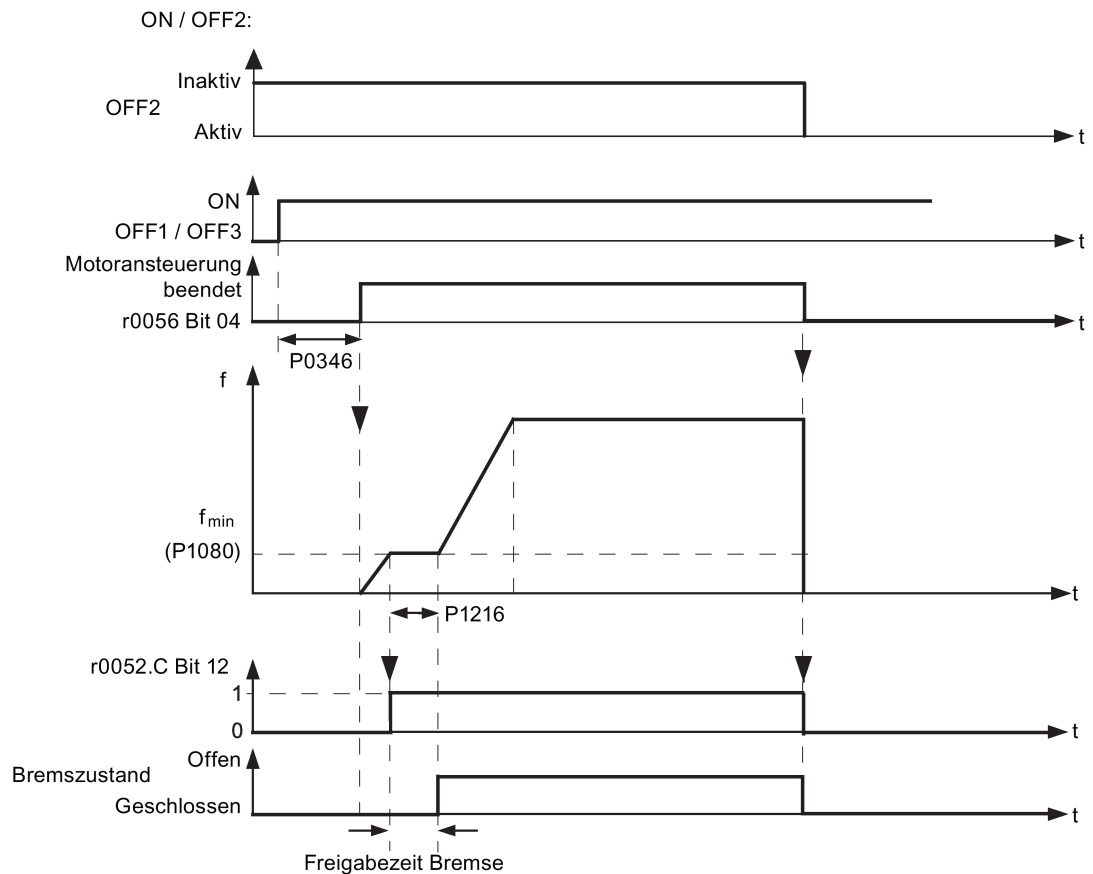 ON / OFF2:
Inaktiv
OFF2
Aktiv
t
ON
OFF1 / OFF3
t
Motoransteuerung
beendet
r0056 Bit 04
t
P0346
f
fmin
(P1080)
t
P1216
r0052.C Bit 12
1
0
t
Offen
Bremszustand
Geschlossen
t
Freigabezeit Bremse